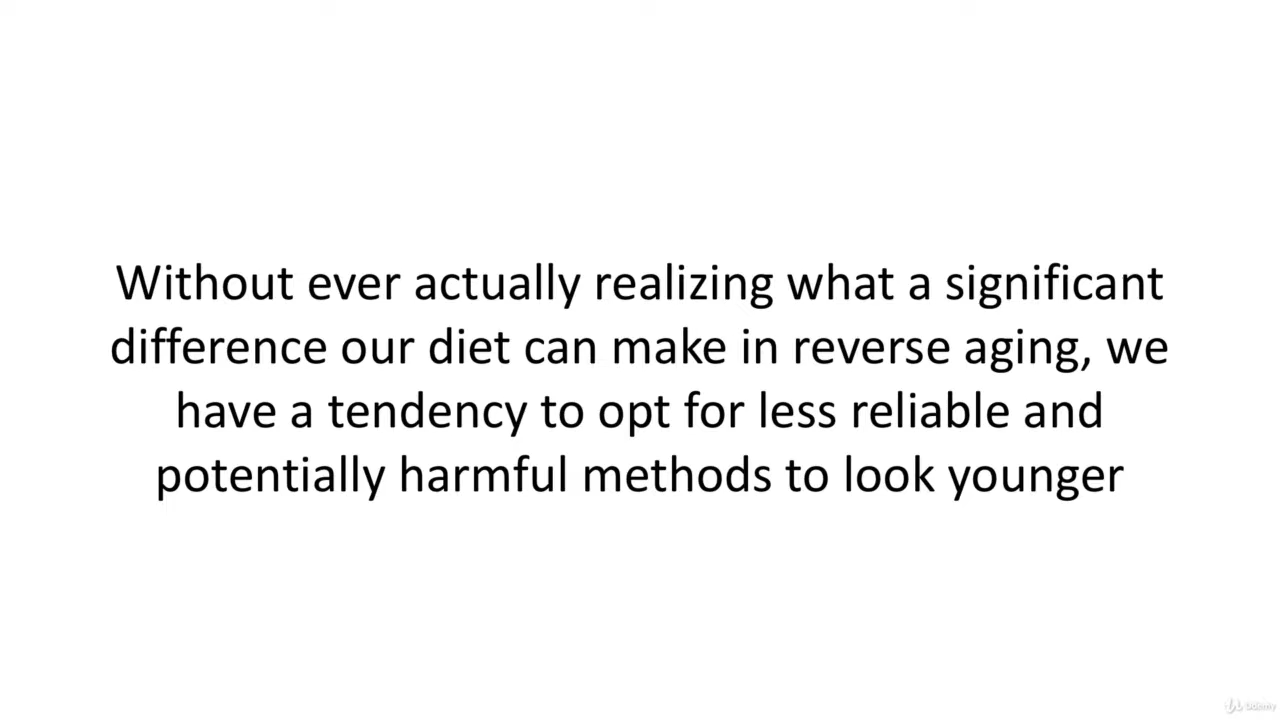 Without ever actually realizing what a significant
difference our diet can make in reverse aging, we
have a tendency to opt for less reliable and
potentially harmful methods to look younger
Udemy